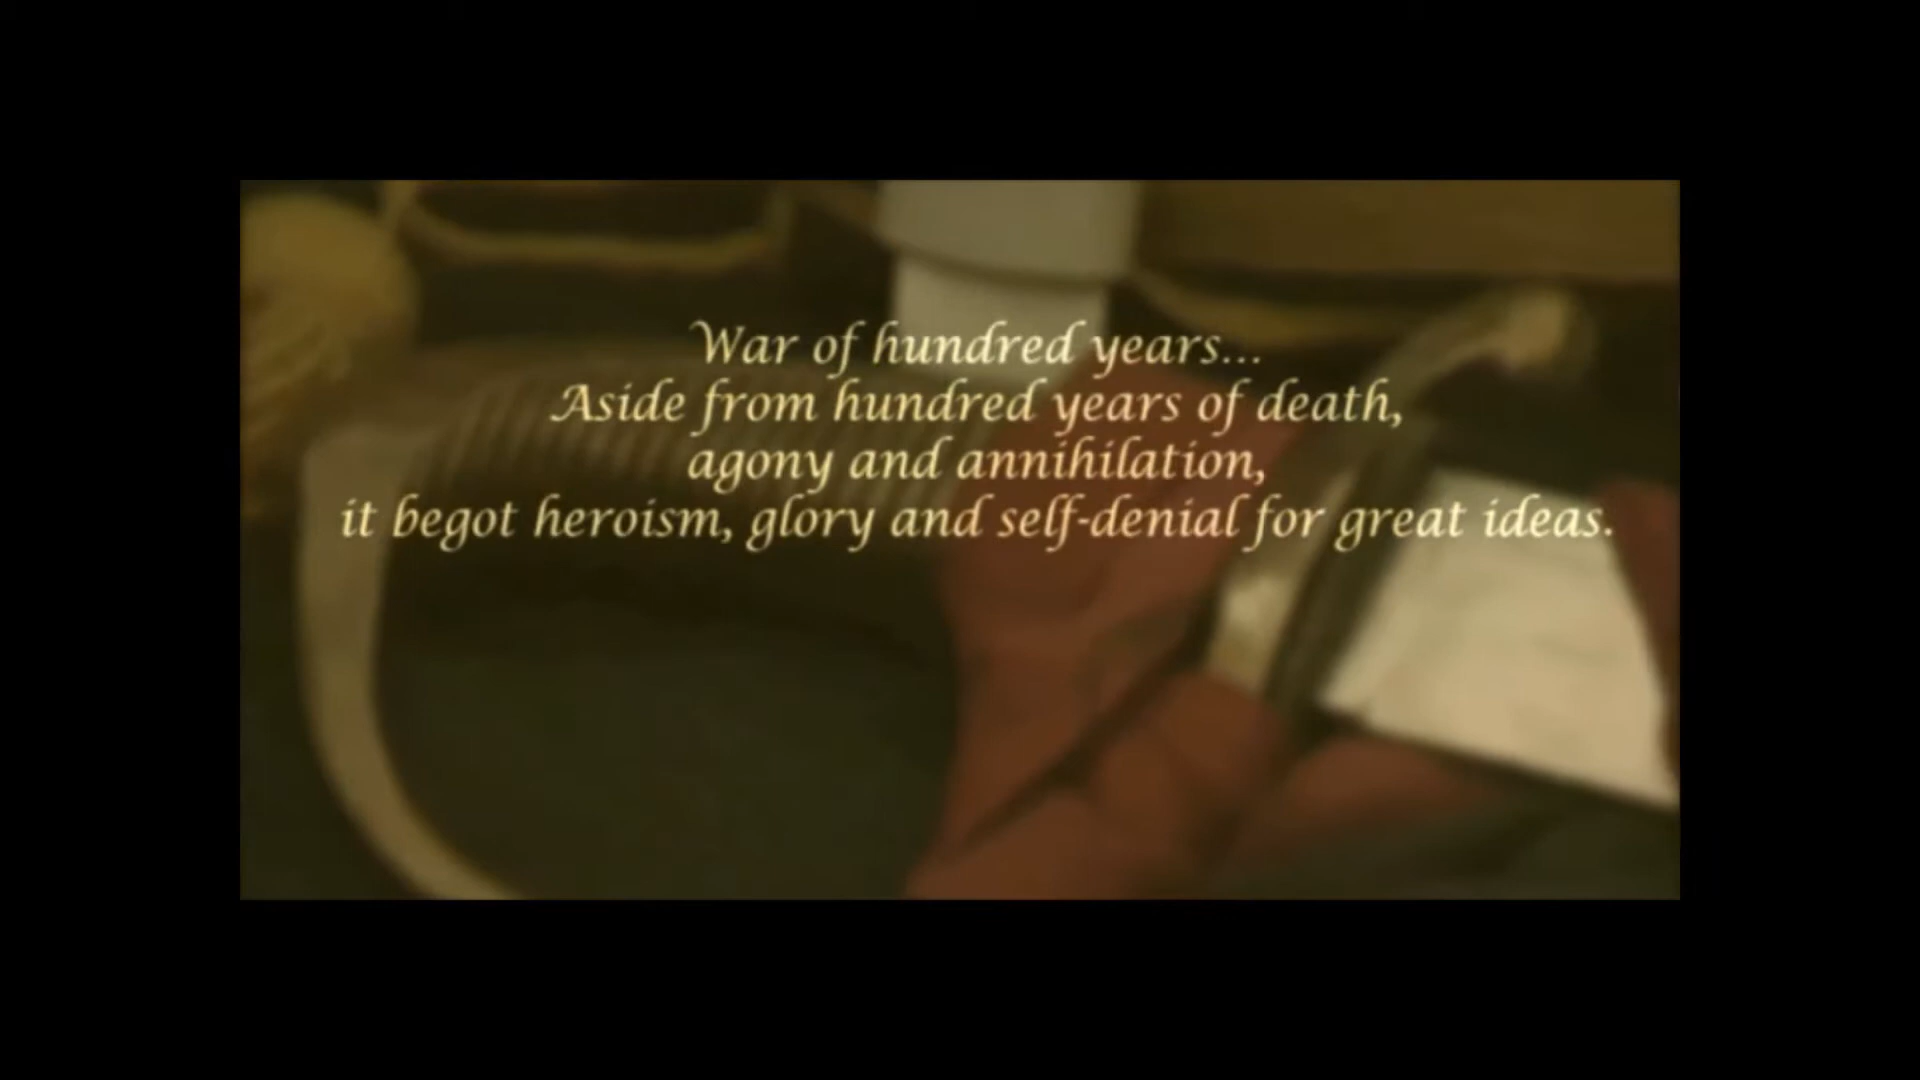 War of hundred years...
Aside from hundred years of death,
agony and annihilation,
it begot heroism, glory and self-denial for great ideas.